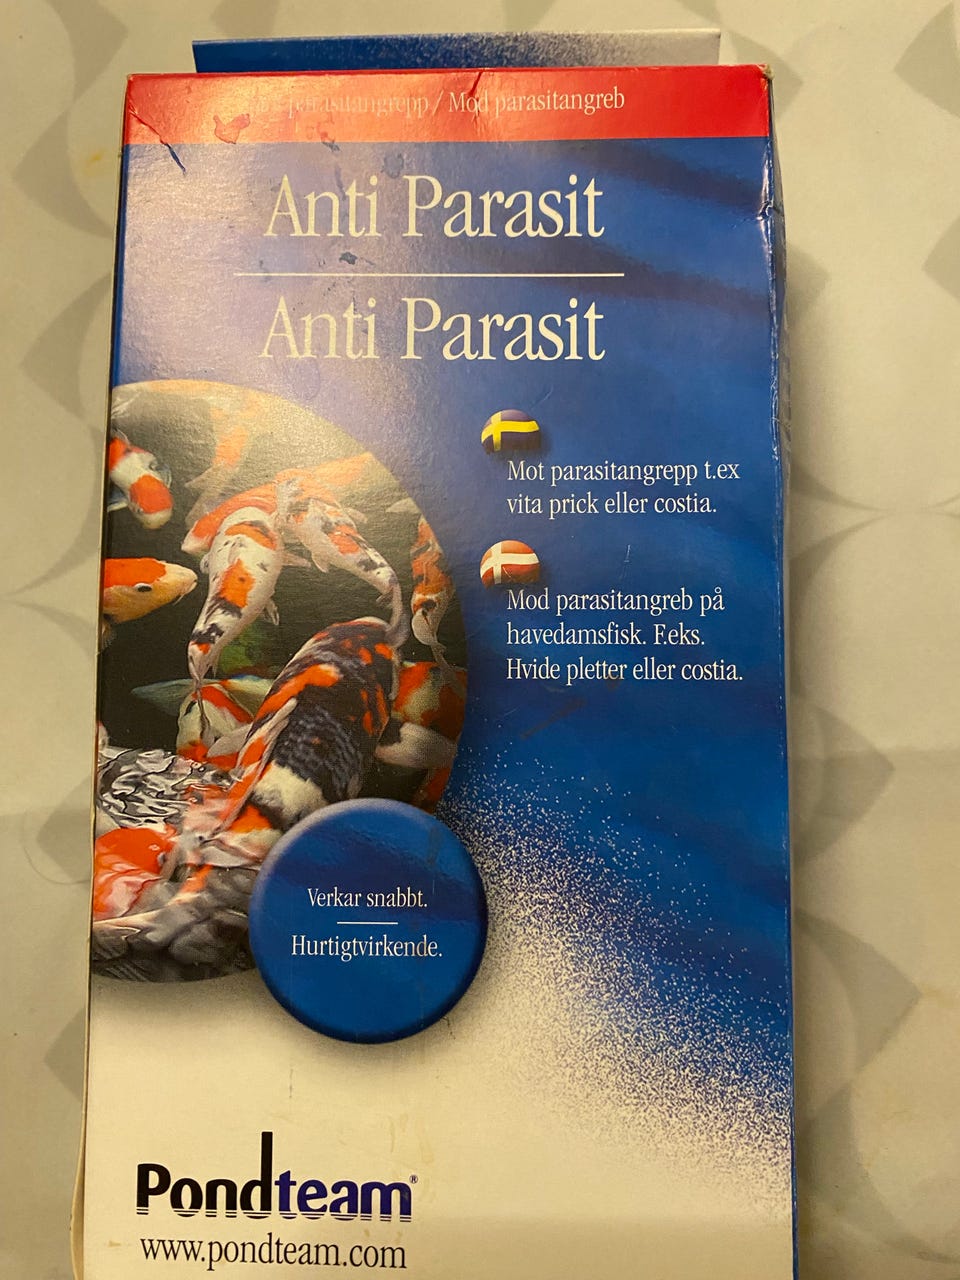 parasitangrepp / Mod parasitangreb
Anti Parasit
Anti Parasit
Mot parasitangrepp t.ex
vita prick eller costia.
Mod parasitangreb på
havedamsfisk. F.eks.
Hvide pletter eller costia.
Verkar snabbt.
Hurtigtvirkende.
Pondteam®
www.pondteam.com